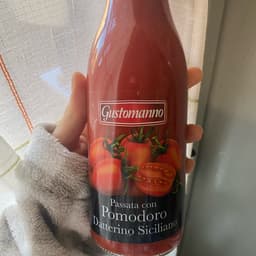 Gustomanno
Passata con
Pomodoro
Datterino Siciliano